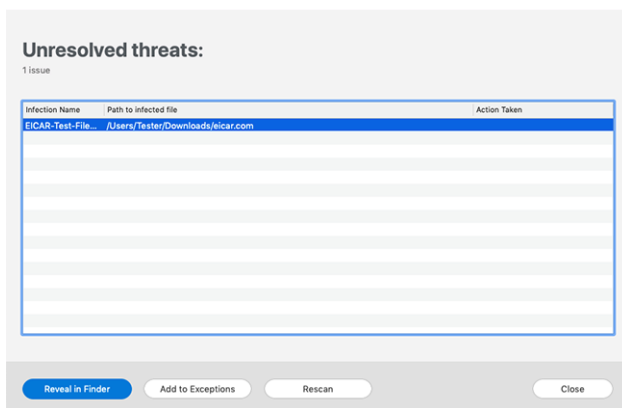 Unresolved threats:
1 issue
Infection Name Path to infected file Action Taken
EICAR-Test-File... /Users/Tester/Downloads/eicar.com
Reveal in Finder Add to Exceptions Rescan Close